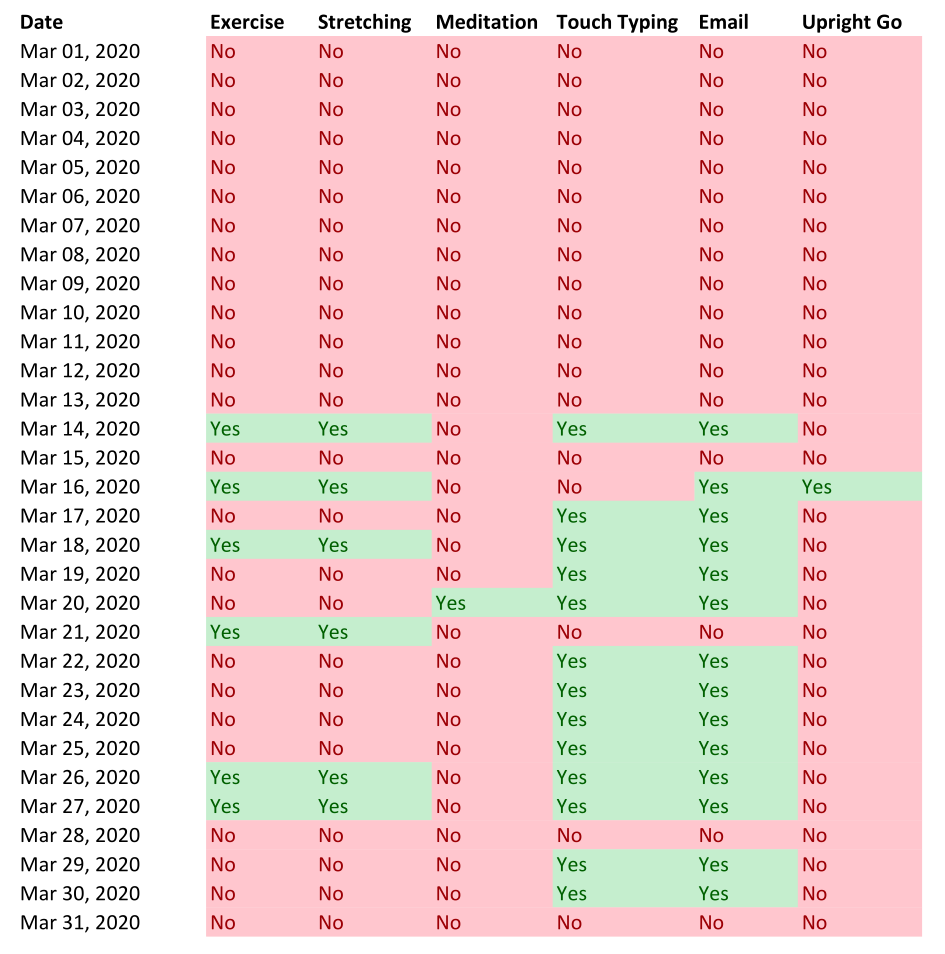 Date Exercise Stretching Meditation Touch Typing Email Upright Go
Mar 01, 2020 No No No No No No
Mar 02, 2020 No No No No No No
Mar 03, 2020 No No No No No No
Mar 04, 2020 No No No No No No
Mar 05, 2020 No No No No No No
Mar 06, 2020 No No No No No No
Mar 07, 2020 No No No No No No
Mar 08, 2020 No No No No No No
Mar 09, 2020 No No No No No No
Mar 10, 2020 No No No No No No
Mar 11, 2020 No No No No No No
Mar 12, 2020 No No No No No No
Mar 13, 2020 No No No No No No
Mar 14, 2020 Yes Yes No Yes Yes No
Mar 15, 2020 No No No No No No
Mar 16, 2020 Yes Yes No No Yes Yes
Mar 17, 2020 No No No Yes Yes No
Mar 18, 2020 Yes Yes No Yes Yes No
Mar 19, 2020 No No No Yes Yes No
Mar 20, 2020 No No Yes Yes Yes No
Mar 21, 2020 Yes Yes No No No No
Mar 22, 2020 No No No Yes Yes No
Mar 23, 2020 No No No Yes Yes No
Mar 24, 2020 No No No Yes Yes No
Mar 25, 2020 No No No Yes Yes No
Mar 26, 2020 Yes Yes No Yes Yes No
Mar 27, 2020 Yes Yes No Yes Yes No
Mar 28, 2020 No No No No No No
Mar 29, 2020 No No No Yes Yes No
Mar 30, 2020 No No No Yes Yes No
Mar 31, 2020 No No No No No No